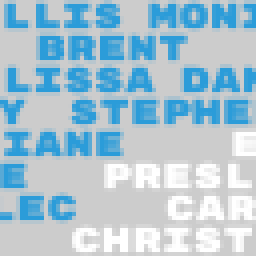 LLIS MONI
BRENT
LISSA DAN
Y STEPHE
IANE E
E PRESL
LEC CAR
CHRIST